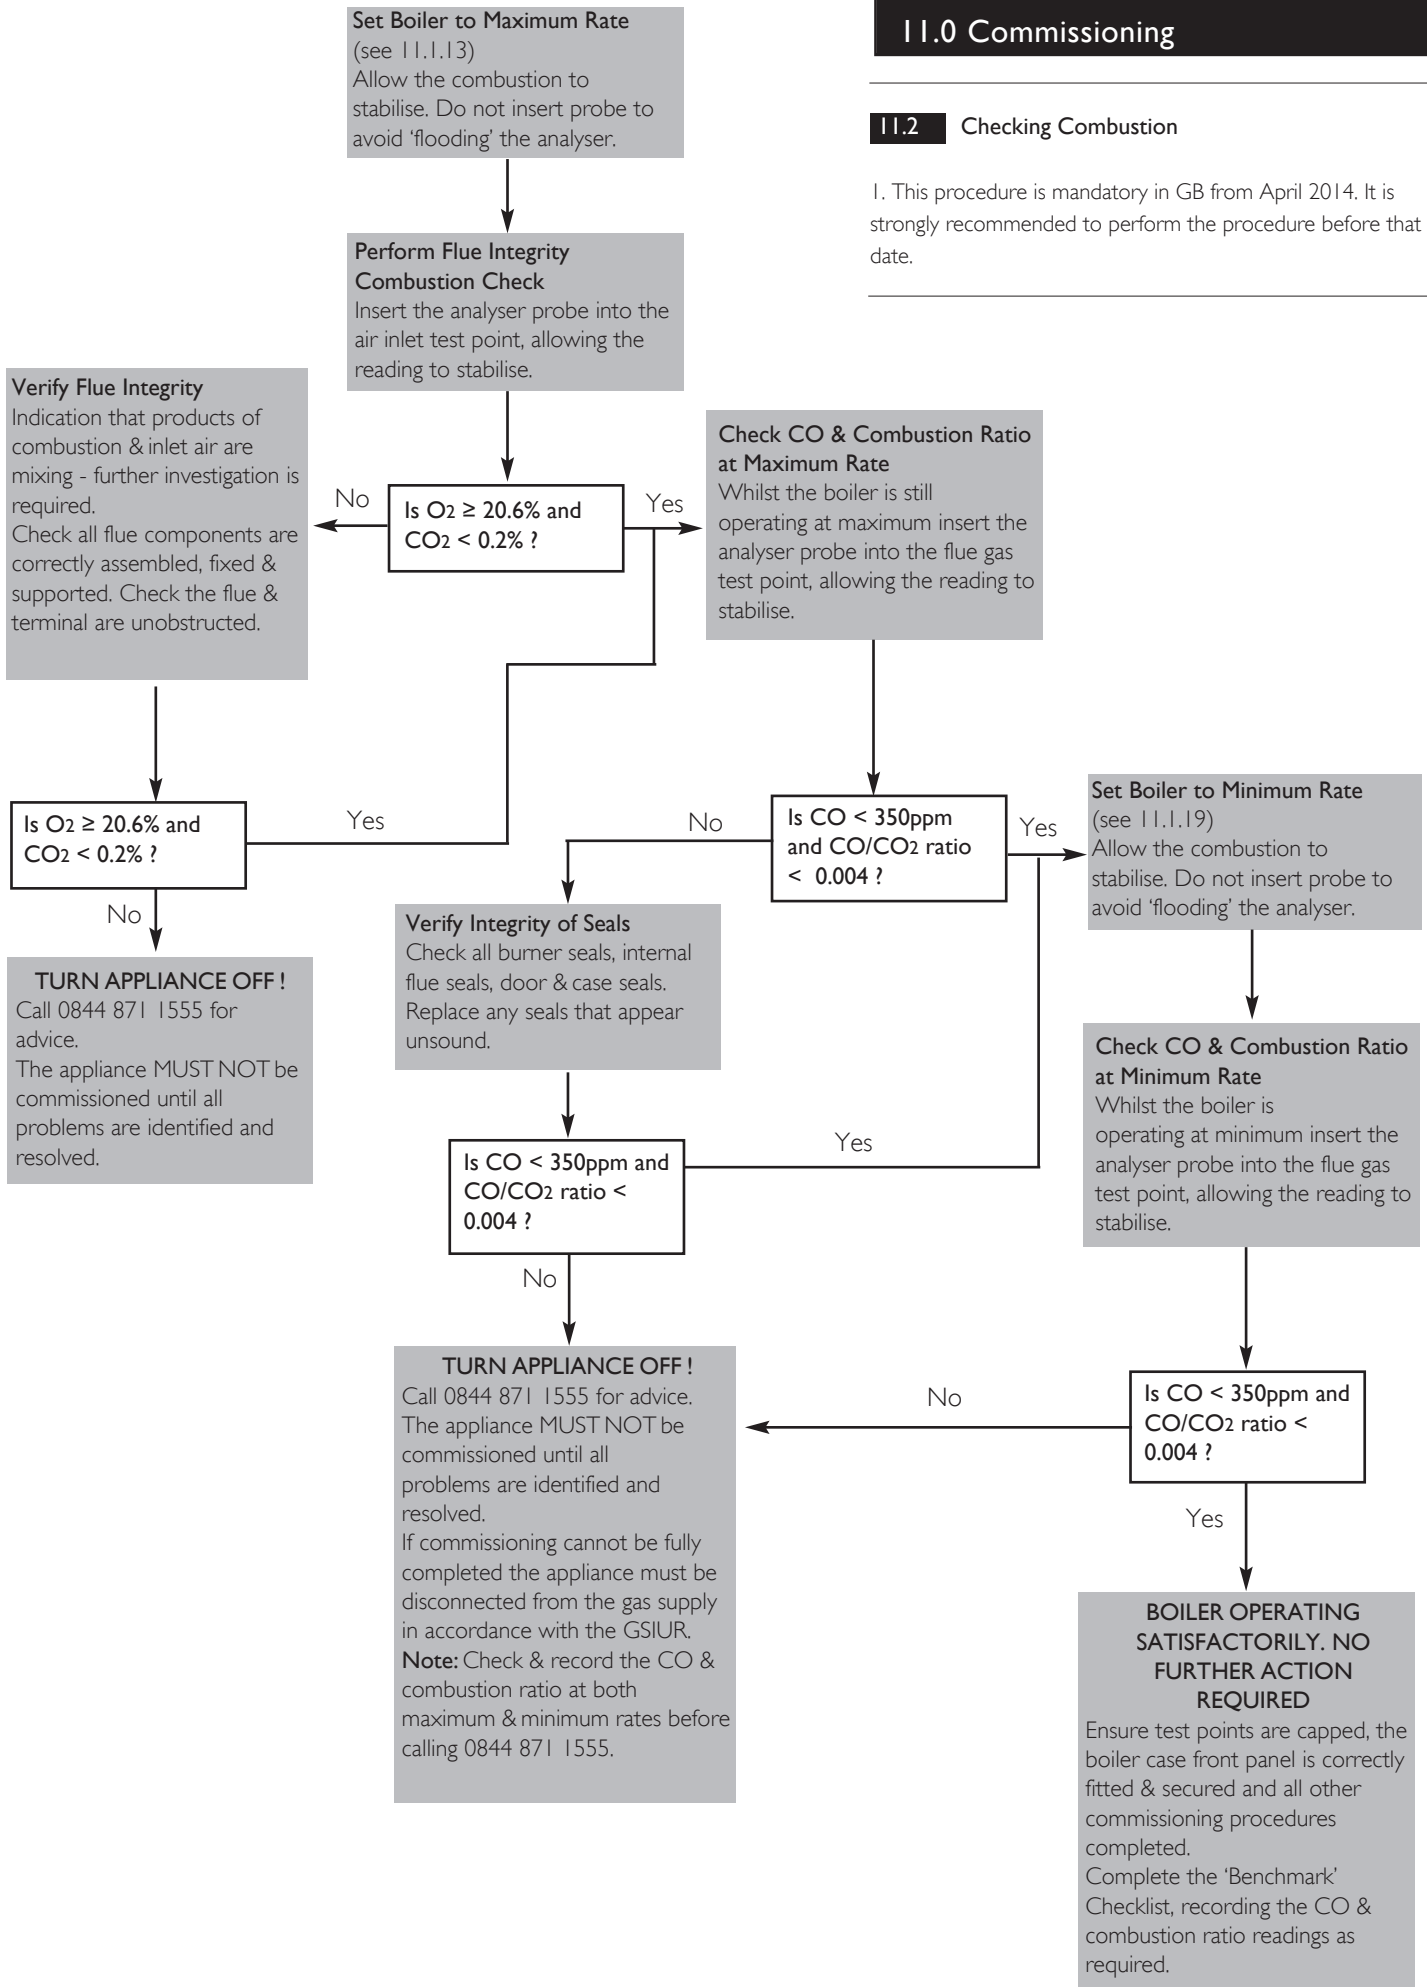 11.0 Commissioning
11.2 Checking Combustion
1. This procedure is mandatory in GB from April 2014. It is
strongly recommended to perform the procedure before that
date.
Set Boiler to Maximum Rate
(see 11.1.13)
Allow the combustion to
stabilise. Do not insert probe to
avoid ‘flooding’ the analyser.
Perform Flue Integrity
Combustion Check
Insert the analyser probe into the
air inlet test point, allowing the
reading to stabilise.
Is O2 ≥ 20.6% and
CO2 < 0.2% ?
No
Yes
Verify Flue Integrity
Indication that products of
combustion & inlet air are
mixing - further investigation is
required.
Check all flue components are
correctly assembled, fixed &
supported. Check the flue &
terminal are unobstructed.
Is O2 ≥ 20.6% and
CO2 < 0.2% ?
Yes
No
TURN APPLIANCE OFF !
Call 0844 871 1555 for
advice.
The appliance MUST NOT be
commissioned until all
problems are identified and
resolved.
Check CO & Combustion Ratio
at Maximum Rate
Whilst the boiler is still
operating at maximum insert the
analyser probe into the flue gas
test point, allowing the reading to
stabilise.
Is CO < 350ppm
and CO/CO2 ratio
< 0.004 ?
No
Yes
Verify Integrity of Seals
Check all burner seals, internal
flue seals, door & case seals.
Replace any seals that appear
unsound.
Is CO < 350ppm and
CO/CO2 ratio <
0.004 ?
Yes
No
TURN APPLIANCE OFF !
Call 0844 871 1555 for advice.
The appliance MUST NOT be
commissioned until all
problems are identified and
resolved.
If commissioning cannot be fully
completed the appliance must be
disconnected from the gas supply
in accordance with the GSIUR.
Note: Check & record the CO &
combustion ratio at both
maximum & minimum rates before
calling 0844 871 1555.
Set Boiler to Minimum Rate
(see 11.1.19)
Allow the combustion to
stabilise. Do not insert probe to
avoid ‘flooding’ the analyser.
Check CO & Combustion Ratio
at Minimum Rate
Whilst the boiler is
operating at minimum insert the
analyser probe into the flue gas
test point, allowing the reading to
stabilise.
Is CO < 350ppm and
CO/CO2 ratio <
0.004 ?
No
Yes
BOILER OPERATING
SATISFACTORILY. NO
FURTHER ACTION
REQUIRED
Ensure test points are capped, the
boiler case front panel is correctly
fitted & secured and all other
commissioning procedures
completed.
Complete the ‘Benchmark’
Checklist, recording the CO &
combustion ratio readings as
required.